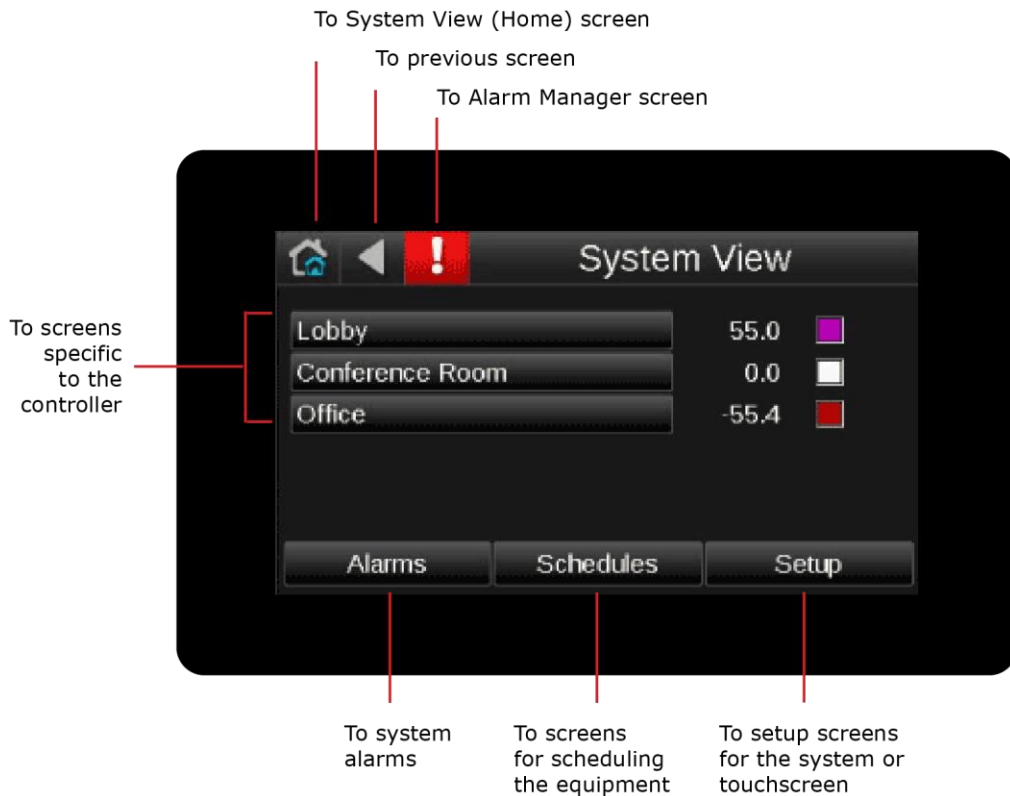 To System View (Home) screen
To previous screen
To Alarm Manager screen
! System View
To screens
specific
to the
controller
Lobby 55.0
Conference Room 0.0
Office -55.4
Alarms Schedules Setup
To system
alarms
To screens
for scheduling
the equipment
To setup screens
for the system or
touchscreen